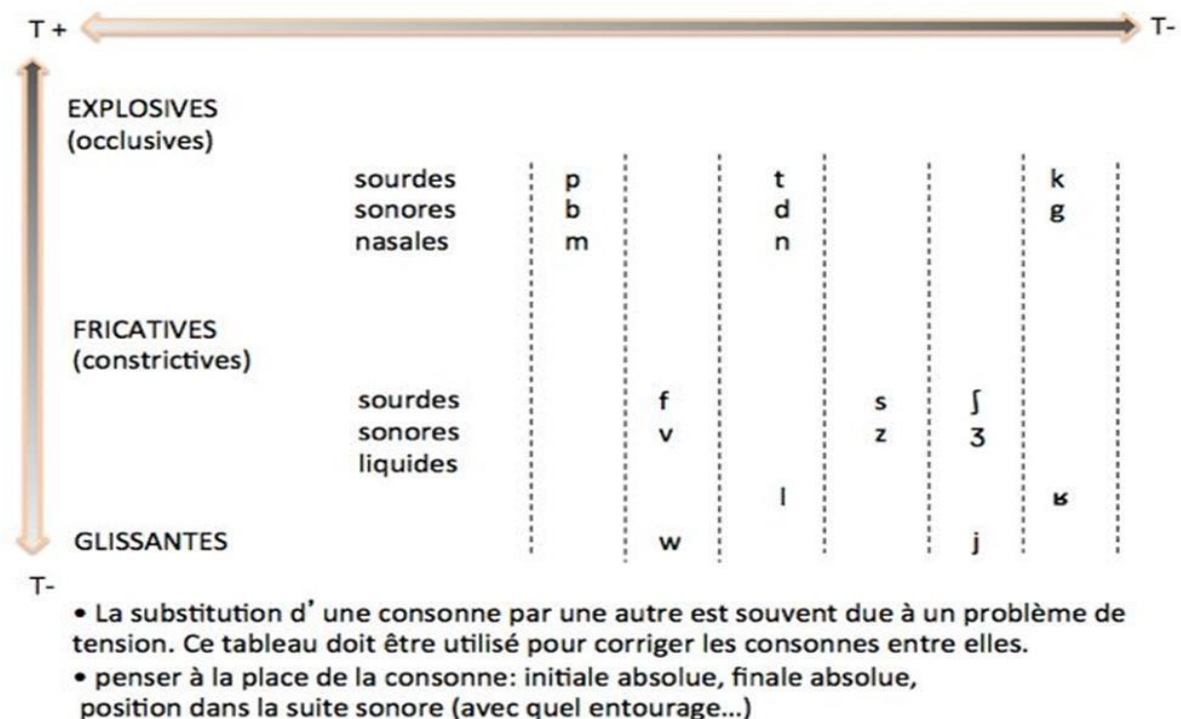 T + T-
EXPLOSIVES
(occlusives)
sourdes p t k
sonores b d g
nasales m n
FRICATIVES
(constrictives)
sourdes f s ʃ
sonores v z ʒ
liquides
l ʁ
GLISSANTES w j
T-
• La substitution d’ une consonne par une autre est souvent due à un problème de
tension. Ce tableau doit être utilisé pour corriger les consonnes entre elles.
• penser à la place de la consonne: initiale absolue, finale absolue,
position dans la suite sonore (avec quel entourage...)